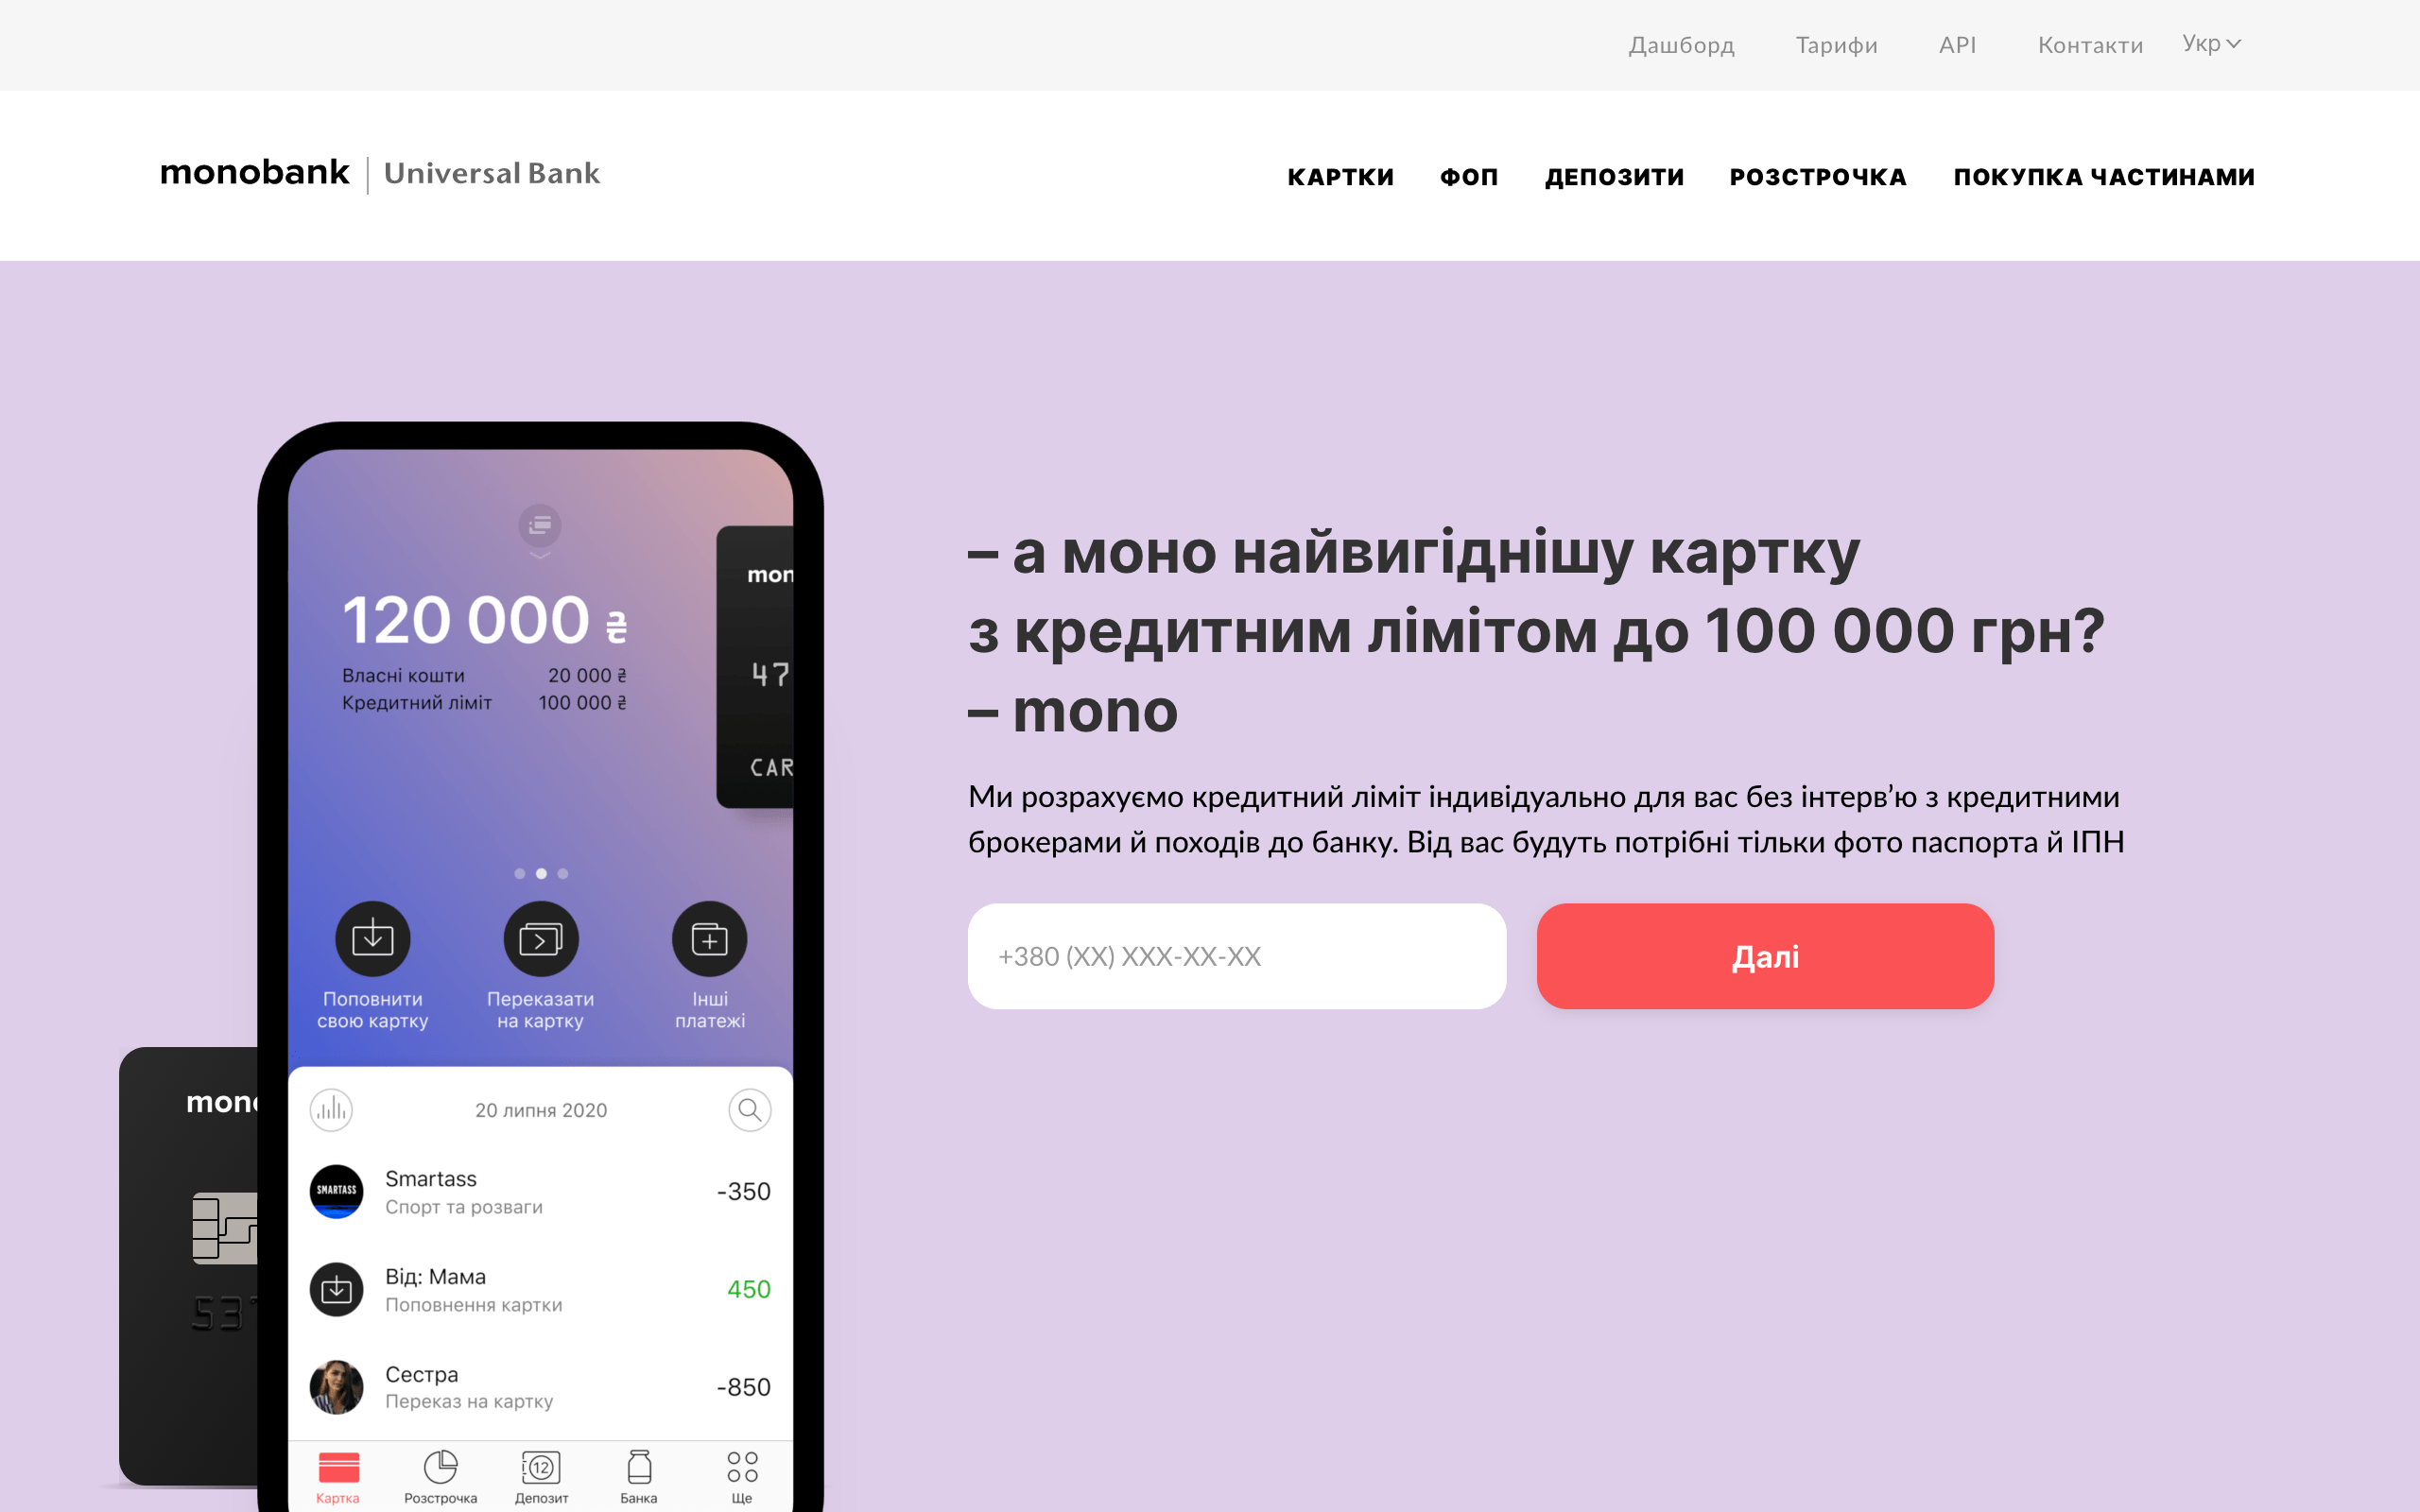 Дашборд Тарифи API Контакти Укр
monobank | Universal Bank
КАРТКИ ФОП ДЕПОЗИТИ РОЗСТРОЧКА ПОКУПКА ЧАСТИНАМИ
– а моно найвигіднішу картку
з кредитним лімітом до 100 000 грн?
– mono
Ми розрахуємо кредитний ліміт індивідуально для вас без інтерв’ю з кредитними
брокерами й походів до банку. Від вас будуть потрібні тільки фото паспорта й ІПН
+380 (XX) XXX-XX-XX
Далі
120 000 ₴
Власні кошти 20 000 ₴
Кредитний ліміт 100 000 ₴
mon
47
CAR
Поповнити
свою картку
Переказати
на картку
Інші
платежі
20 липня 2020
SMARTASS
Smartass
Спорт та розваги
-350
Від: Мама
Поповнення картки
450
Сестра
Переказ на картку
-850
12
Картка Розстрочка Депозит Банка Ще
mono
53